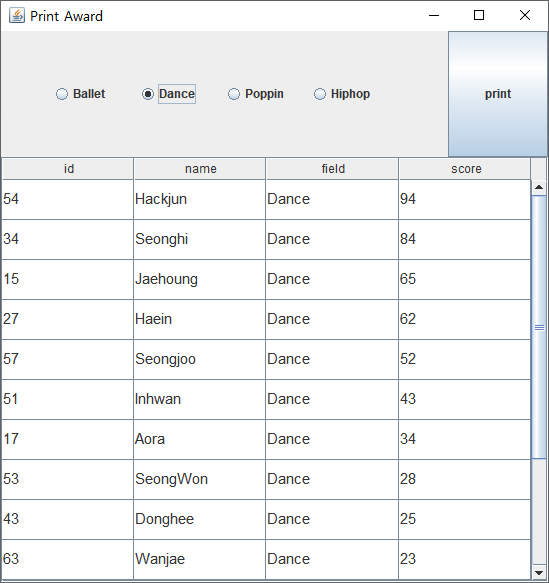 Print Award
Ballet Dance Poppin Hiphop print
id name field score
54 Hackjun Dance 94
34 Seonghi Dance 84
15 Jaehoung Dance 65
27 Haein Dance 62
57 Seongjoo Dance 52
51 Inhwan Dance 43
17 Aora Dance 34
53 SeongWon Dance 28
43 Donghee Dance 25
63 Wanjae Dance 23